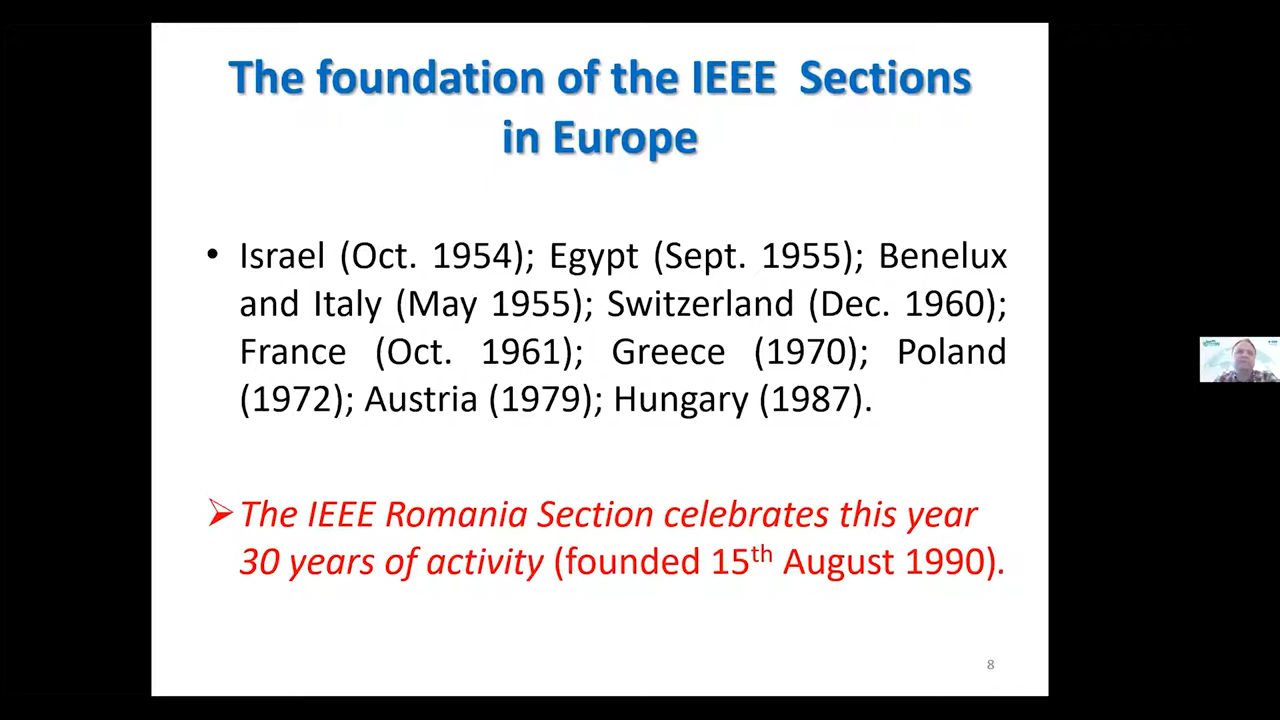 The foundation of the IEEE Sections
in Europe
• Israel (Oct. 1954); Egypt (Sept. 1955); Benelux
and Italy (May 1955); Switzerland (Dec. 1960);
France (Oct. 1961); Greece (1970); Poland
(1972); Austria (1979); Hungary (1987).
➢ The IEEE Romania Section celebrates this year
30 years of activity (founded 15th August 1990).
8